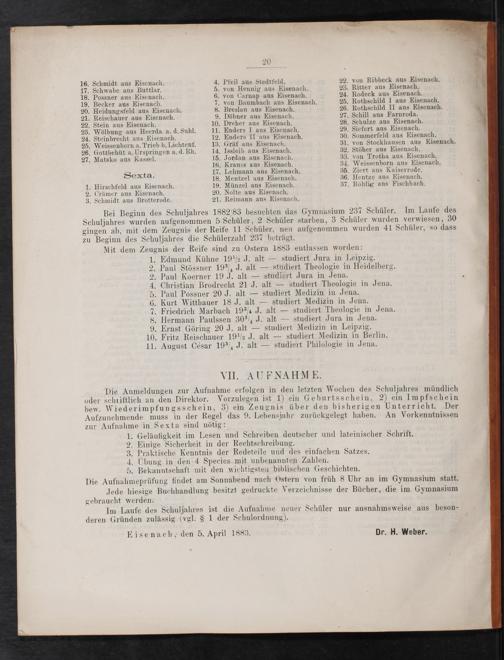 20
16. Schmidt aus Eisenach.
17. Schwabe aus Buttlar.
18. Possner aus Eisenach.
19. Becker aus Eisenach.
20. Heidungsfeld aus Eisenach.
21. Reischauer aus Eisenach.
22. Stein aus Eisenach.
23. Wölbung aus Heerda a. d. Suhl.
24. Steinbrecht aus Eisenach.
25. Weissenborn a. Trieb b. Lichtenf.
26. Gottlieb a. Urspringen a. d. Rh.
27. Matsko aus Kassel.
Sexta.
1. Hirschfeld aus Eisenach.
2. Crämer aus Eisenach.
3. Schmidt aus Brotterode.
4. Pfeil aus Stedtfeld.
5. von Hennig aus Eisenach.
6. von Carnap aus Eisenach.
7. von Baumbach aus Eisenach.
8. Breslau aus Eisenach.
9. Döbner aus Eisenach.
10. Dreher aus Eisenach.
11. Enders I aus Eisenach.
12. Enders II aus Eisenach.
13. Gräf aus Eisenach.
14. Issleib aus Eisenach.
15. Jordan aus Eisenach.
16. Krauss aus Eisenach.
17. Lehmann aus Eisenach.
18. Mentzel aus Eisenach.
19. Münzel aus Eisenach.
20. Nolte aus Eisenach.
21. Reimann aus Eisenach.
22. von Ribbeck aus Eisenach.
23. Ritter aus Eisenach.
24. Rodeck aus Eisenach.
25. Rothschild I aus Eisenach.
26. Rothschild II aus Eisenach.
27. Schill aus Farnroda.
28. Schulze aus Eisenach.
29. Siefert aus Eisenach.
30. Sommerfeld aus Eisenach.
31. von Stockhausen aus Eisenach.
32. Stöber aus Eisenach.
33. von Trotha aus Eisenach.
34. Weissenborn aus Eisenach.
35. Ziert aus Kaiserode.
36. Hentze aus Eisenach.
37. Rohtig aus Fischbach.
Bei Beginn des Schuljahres 1882/83 besuchten das Gymnasium 237 Schüler. Im Laufe des
Schuljahres wurden aufgenommen 5 Schüler, 2 Schüler starben, 3 Schüler wurden verwiesen, 30
gingen ab, mit dem Zeugnis der Reife 11 Schüler, neu aufgenommen wurden 41 Schüler, so dass
zu Beginn des Schuljahres die Schülerzahl 237 beträgt.
Mit dem Zeugnis der Reife sind zu Ostern 1883 entlassen worden:
1. Edmund Kühne 19½ J. alt — studiert Jura in Leipzig.
2. Paul Stössner 19¾ J. alt — studiert Theologie in Heidelberg.
2. Paul Koerner 19 J. alt — studiert Jura in Jena.
4. Christian Brodrecht 21 J. alt — studiert Theologie in Jena.
5. Paul Possner 20 J. alt — studiert Medizin in Jena.
6. Kurt Witthauer 18 J. alt — studiert Medizin in Jena.
7. Friedrich Marbach 19¾ J. alt — studiert Theologie in Jena.
8. Hermann Paulssen 30¼ J. alt — studiert Jura in Jena.
9. Ernst Göring 20 J. alt — studiert Medizin in Leipzig.
10. Fritz Reischauer 19½ J. alt — studiert Medizin in Berlin.
11. August César 19¾ J. alt — studiert Philologie in Jena.
VII. AUFNAHME.
Die Anmeldungen zur Aufnahme erfolgen in den letzten Wochen des Schuljahres mündlich
oder schriftlich an den Direktor. Vorzulegen ist 1) ein Geburtsschein, 2) ein Impfschein
bew. Wiederimpfungsschein, 3) ein Zeugnis über den bisherigen Unterricht. Der
Aufzunehmende muss in der Regel das 9. Lebensjahr zurückgelegt haben. An Vorkenntnissen
zur Aufnahme in Sexta sind nötig:
1. Geläufigkeit im Lesen und Schreiben deutscher und lateinischer Schrift.
2. Einige Sicherheit in der Rechtschreibung.
3. Praktische Kenntnis der Redeteile und des einfachen Satzes.
4. Übung in den 4 Species mit unbenannten Zahlen.
5. Bekanntschaft mit den wichtigsten biblischen Geschichten.
Die Aufnahmeprüfung findet am Sonnabend nach Ostern von früh 8 Uhr an im Gymnasium statt.
Jede hiesige Buchhandlung besitzt gedruckte Verzeichnisse der Bücher, die im Gymnasium
gebraucht werden.
Im Laufe des Schuljahres ist die Aufnahme neuer Schüler nur ausnahmsweise aus beson-
deren Gründen zulässig (vgl. § 1 der Schulordnung).
Eisenach, den 5. April 1883.
Dr. H. Weber.